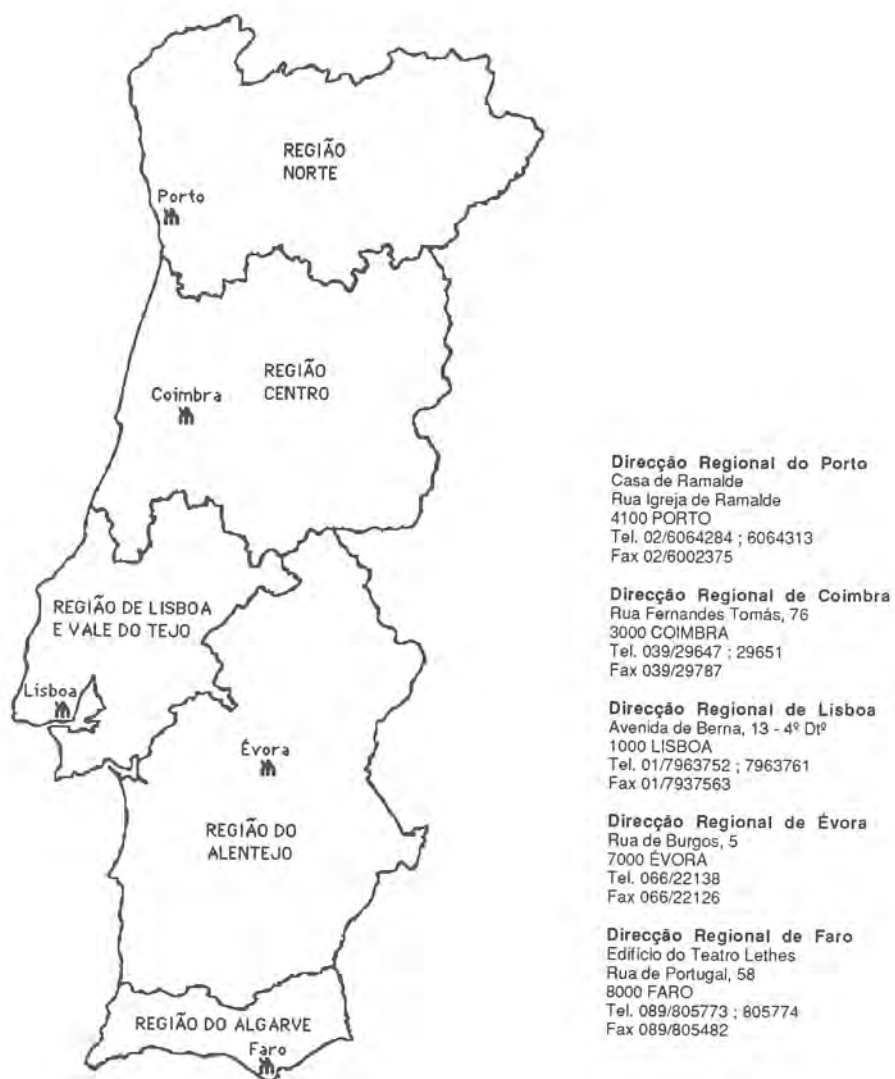 REGIÃO
NORTE
Porto
REGIÃO
CENTRO
Coimbra
REGIÃO DE LISBOA
E VALE DO TEJO
Lisboa
Évora
REGIÃO DO
ALENTEJO
REGIÃO DO ALGARVE
Faro
Direcção Regional do Porto
Casa de Ramalde
Rua Igreja de Ramalde
4100 PORTO
Tel. 02/6064284 ; 6064313
Fax 02/6002375
Direcção Regional de Coimbra
Rua Fernandes Tomás, 76
3000 COIMBRA
Tel. 039/29647 ; 29651
Fax 039/29787
Direcção Regional de Lisboa
Avenida de Berna, 13 - 4º Dtº
1000 LISBOA
Tel. 01/7963752 ; 7963761
Fax 01/7937563
Direcção Regional de Évora
Rua de Burgos, 5
7000 ÉVORA
Tel. 066/22138
Fax 066/22126
Direcção Regional de Faro
Edifício do Teatro Lethes
Rua de Portugal, 58
8000 FARO
Tel. 089/805773 ; 805774
Fax 089/805482